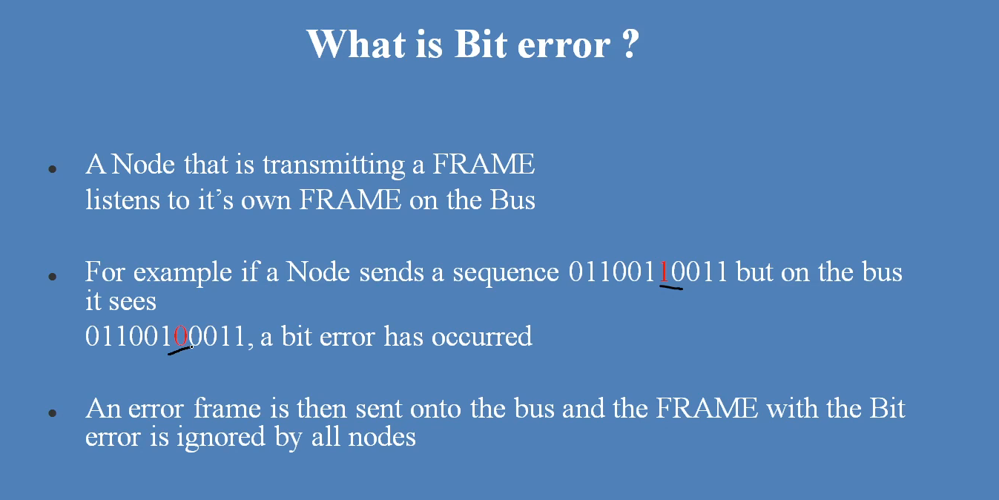 What is Bit error ?
A Node that is transmitting a FRAME
listens to it’s own FRAME on the Bus
For example if a Node sends a sequence 01100110011 but on the bus
it sees
01100100011, a bit error has occurred
An error frame is then sent onto the bus and the FRAME with the Bit
error is ignored by all nodes